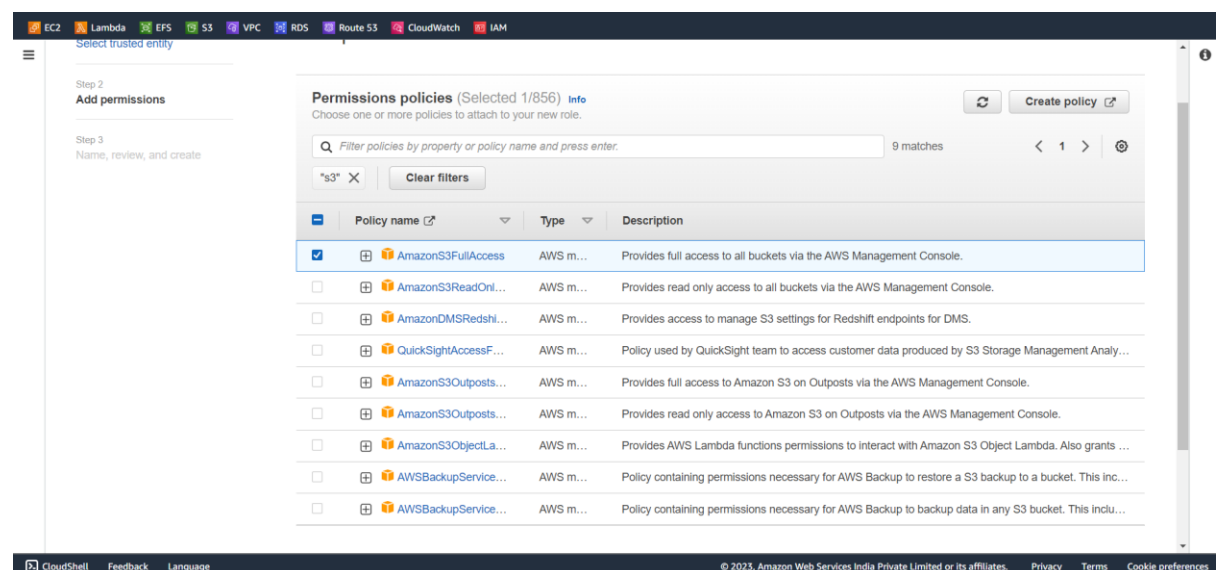 EC2 Lambda EFS S3 VPC RDS Route 53 CloudWatch IAM
Select trusted entity
Step 2
Add permissions
Step 3
Name, review, and create
Permissions policies (Selected 1/856) Info
Choose one or more policies to attach to your new role.
Create policy
Filter policies by property or policy name and press enter.
9 matches
1
"s3"
Clear filters
Policy name Type Description
AmazonS3FullAccess AWS m... Provides full access to all buckets via the AWS Management Console.
AmazonS3ReadOnl... AWS m... Provides read only access to all buckets via the AWS Management Console.
AmazonDMSRedshi... AWS m... Provides access to manage S3 settings for Redshift endpoints for DMS.
QuickSightAccessF... AWS m... Policy used by QuickSight team to access customer data produced by S3 Storage Management Analy...
AmazonS3Outposts... AWS m... Provides full access to Amazon S3 on Outposts via the AWS Management Console.
AmazonS3Outposts... AWS m... Provides read only access to Amazon S3 on Outposts via the AWS Management Console.
AmazonS3ObjectLa... AWS m... Provides AWS Lambda functions permissions to interact with Amazon S3 Object Lambda. Also grants ...
AWSBackupService... AWS m... Policy containing permissions necessary for AWS Backup to restore a S3 backup to a bucket. This inc...
AWSBackupService... AWS m... Policy containing permissions necessary for AWS Backup to backup data in any S3 bucket. This inclu...
CloudShell Feedback Language © 2023, Amazon Web Services India Private Limited or its affiliates. Privacy Terms Cookie preferences